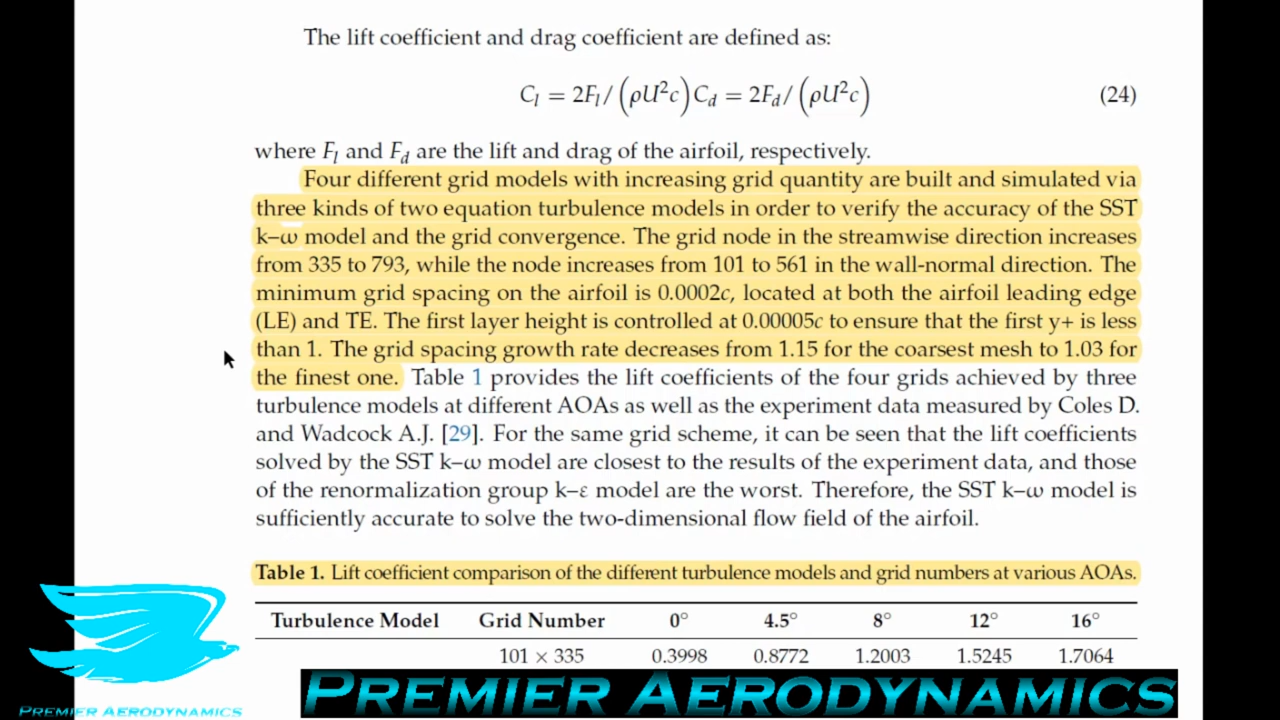 The lift coefficient and drag coefficient are defined as:
C_l = 2F_l/(ρU²c) C_d = 2F_d/(ρU²c) (24)
where F_l and F_d are the lift and drag of the airfoil, respectively.
Four different grid models with increasing grid quantity are built and simulated via
three kinds of two equation turbulence models in order to verify the accuracy of the SST
k–ω model and the grid convergence. The grid node in the streamwise direction increases
from 335 to 793, while the node increases from 101 to 561 in the wall-normal direction. The
minimum grid spacing on the airfoil is 0.0002c, located at both the airfoil leading edge
(LE) and TE. The first layer height is controlled at 0.00005c to ensure that the first y+ is less
than 1. The grid spacing growth rate decreases from 1.15 for the coarsest mesh to 1.03 for
the finest one. Table 1 provides the lift coefficients of the four grids achieved by three
turbulence models at different AOAs as well as the experiment data measured by Coles D.
and Wadcock A.J. [29]. For the same grid scheme, it can be seen that the lift coefficients
solved by the SST k–ω model are closest to the results of the experiment data, and those
of the renormalization group k–ε model are the worst. Therefore, the SST k–ω model is
sufficiently accurate to solve the two-dimensional flow field of the airfoil.
Table 1. Lift coefficient comparison of the different turbulence models and grid numbers at various AOAs.
Turbulence Model Grid Number 0° 4.5° 8° 12° 16°
101 × 335 0.3998 0.8772 1.2003 1.5245 1.7064
PREMIER AERODYNAMICS
PREMIER AERODYNAMICS